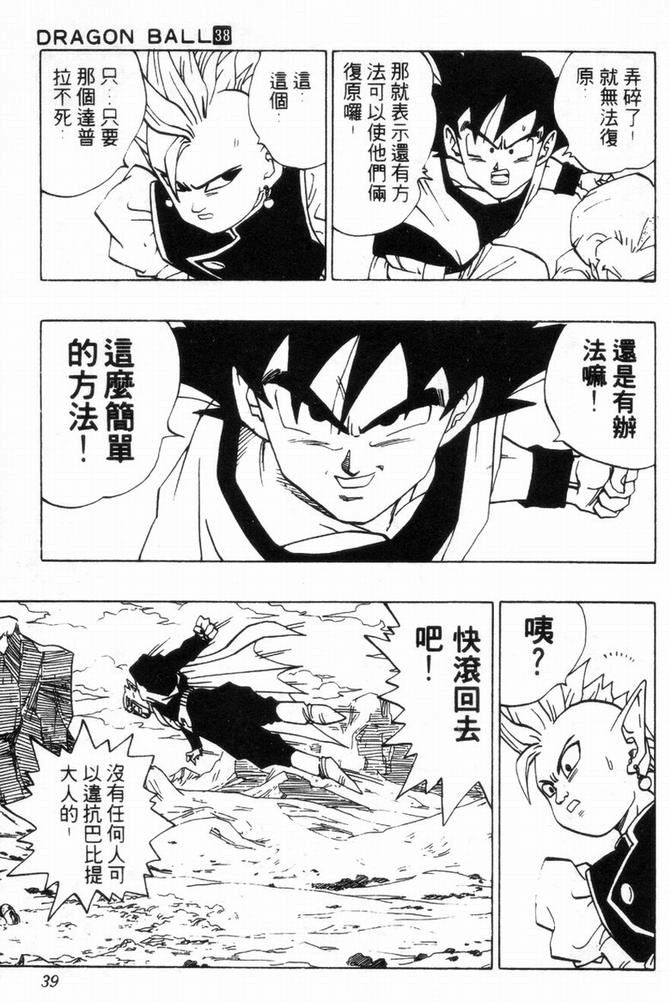 DRAGON BALL 38
弄碎了！
就無法復
原…
那就表示還有方
法可以使他們倆
復原囉！
這…
這個…
只…只要
那個達普
拉不死…
還是有辦
法嘛！
這麼簡單
的方法！
咦？
快滾回去
吧！
沒有任何人可
以違抗巴比提
大人的！
39